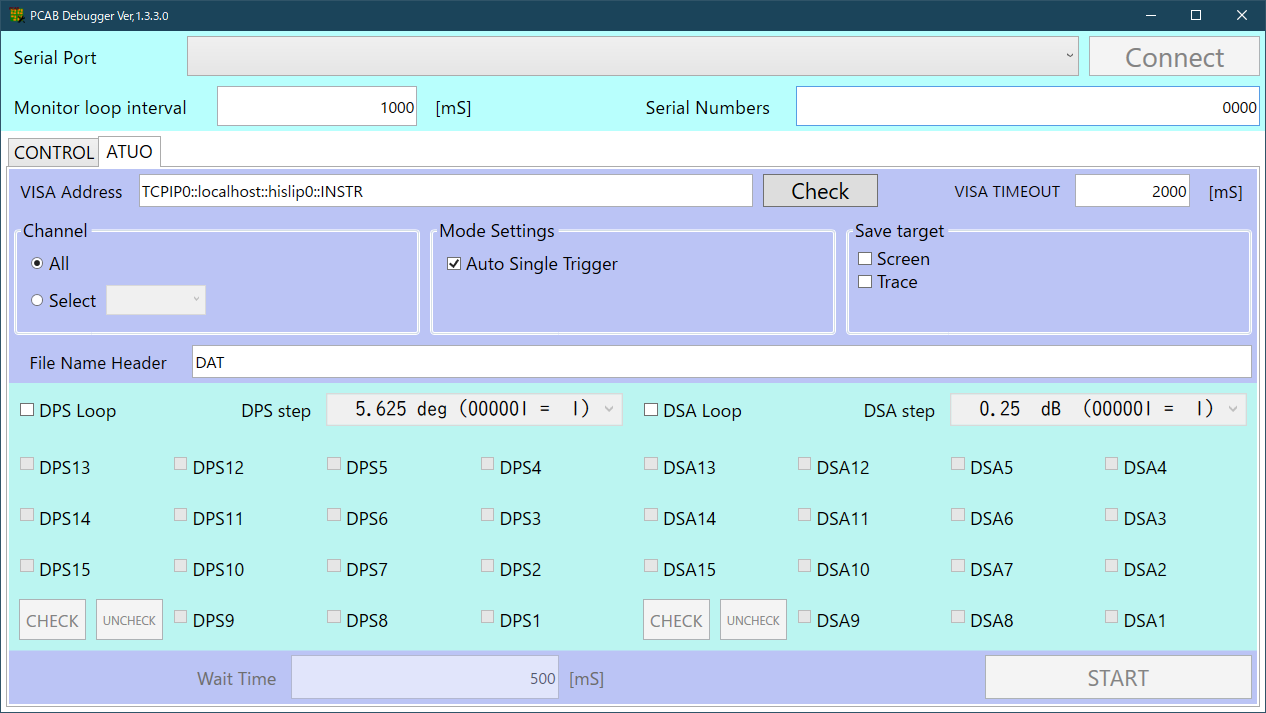 PCAB Debugger Ver,1.3.3.0
Serial Port
Connect
Monitor loop interval 1000 [mS] Serial Numbers 0000
CONTROL ATUO
VISA Address TCPIP0::localhost::hislip0::INSTR Check VISA TIMEOUT 2000 [mS]
Channel Mode Settings Save target
All Auto Single Trigger Screen
Trace
Select
File Name Header DAT
DPS Loop DPS step 5.625 deg (00000I = I) DSA Loop DSA step 0.25 dB (00000I = I)
DPS13 DPS12 DPS5 DPS4 DSA13 DSA12 DSA5 DSA4
DPS14 DPS11 DPS6 DPS3 DSA14 DSA11 DSA6 DSA3
DPS15 DPS10 DPS7 DPS2 DSA15 DSA10 DSA7 DSA2
CHECK UNCHECK DPS9 DPS8 DPS1 CHECK UNCHECK DSA9 DSA8 DSA1
Wait Time 500 [mS] START